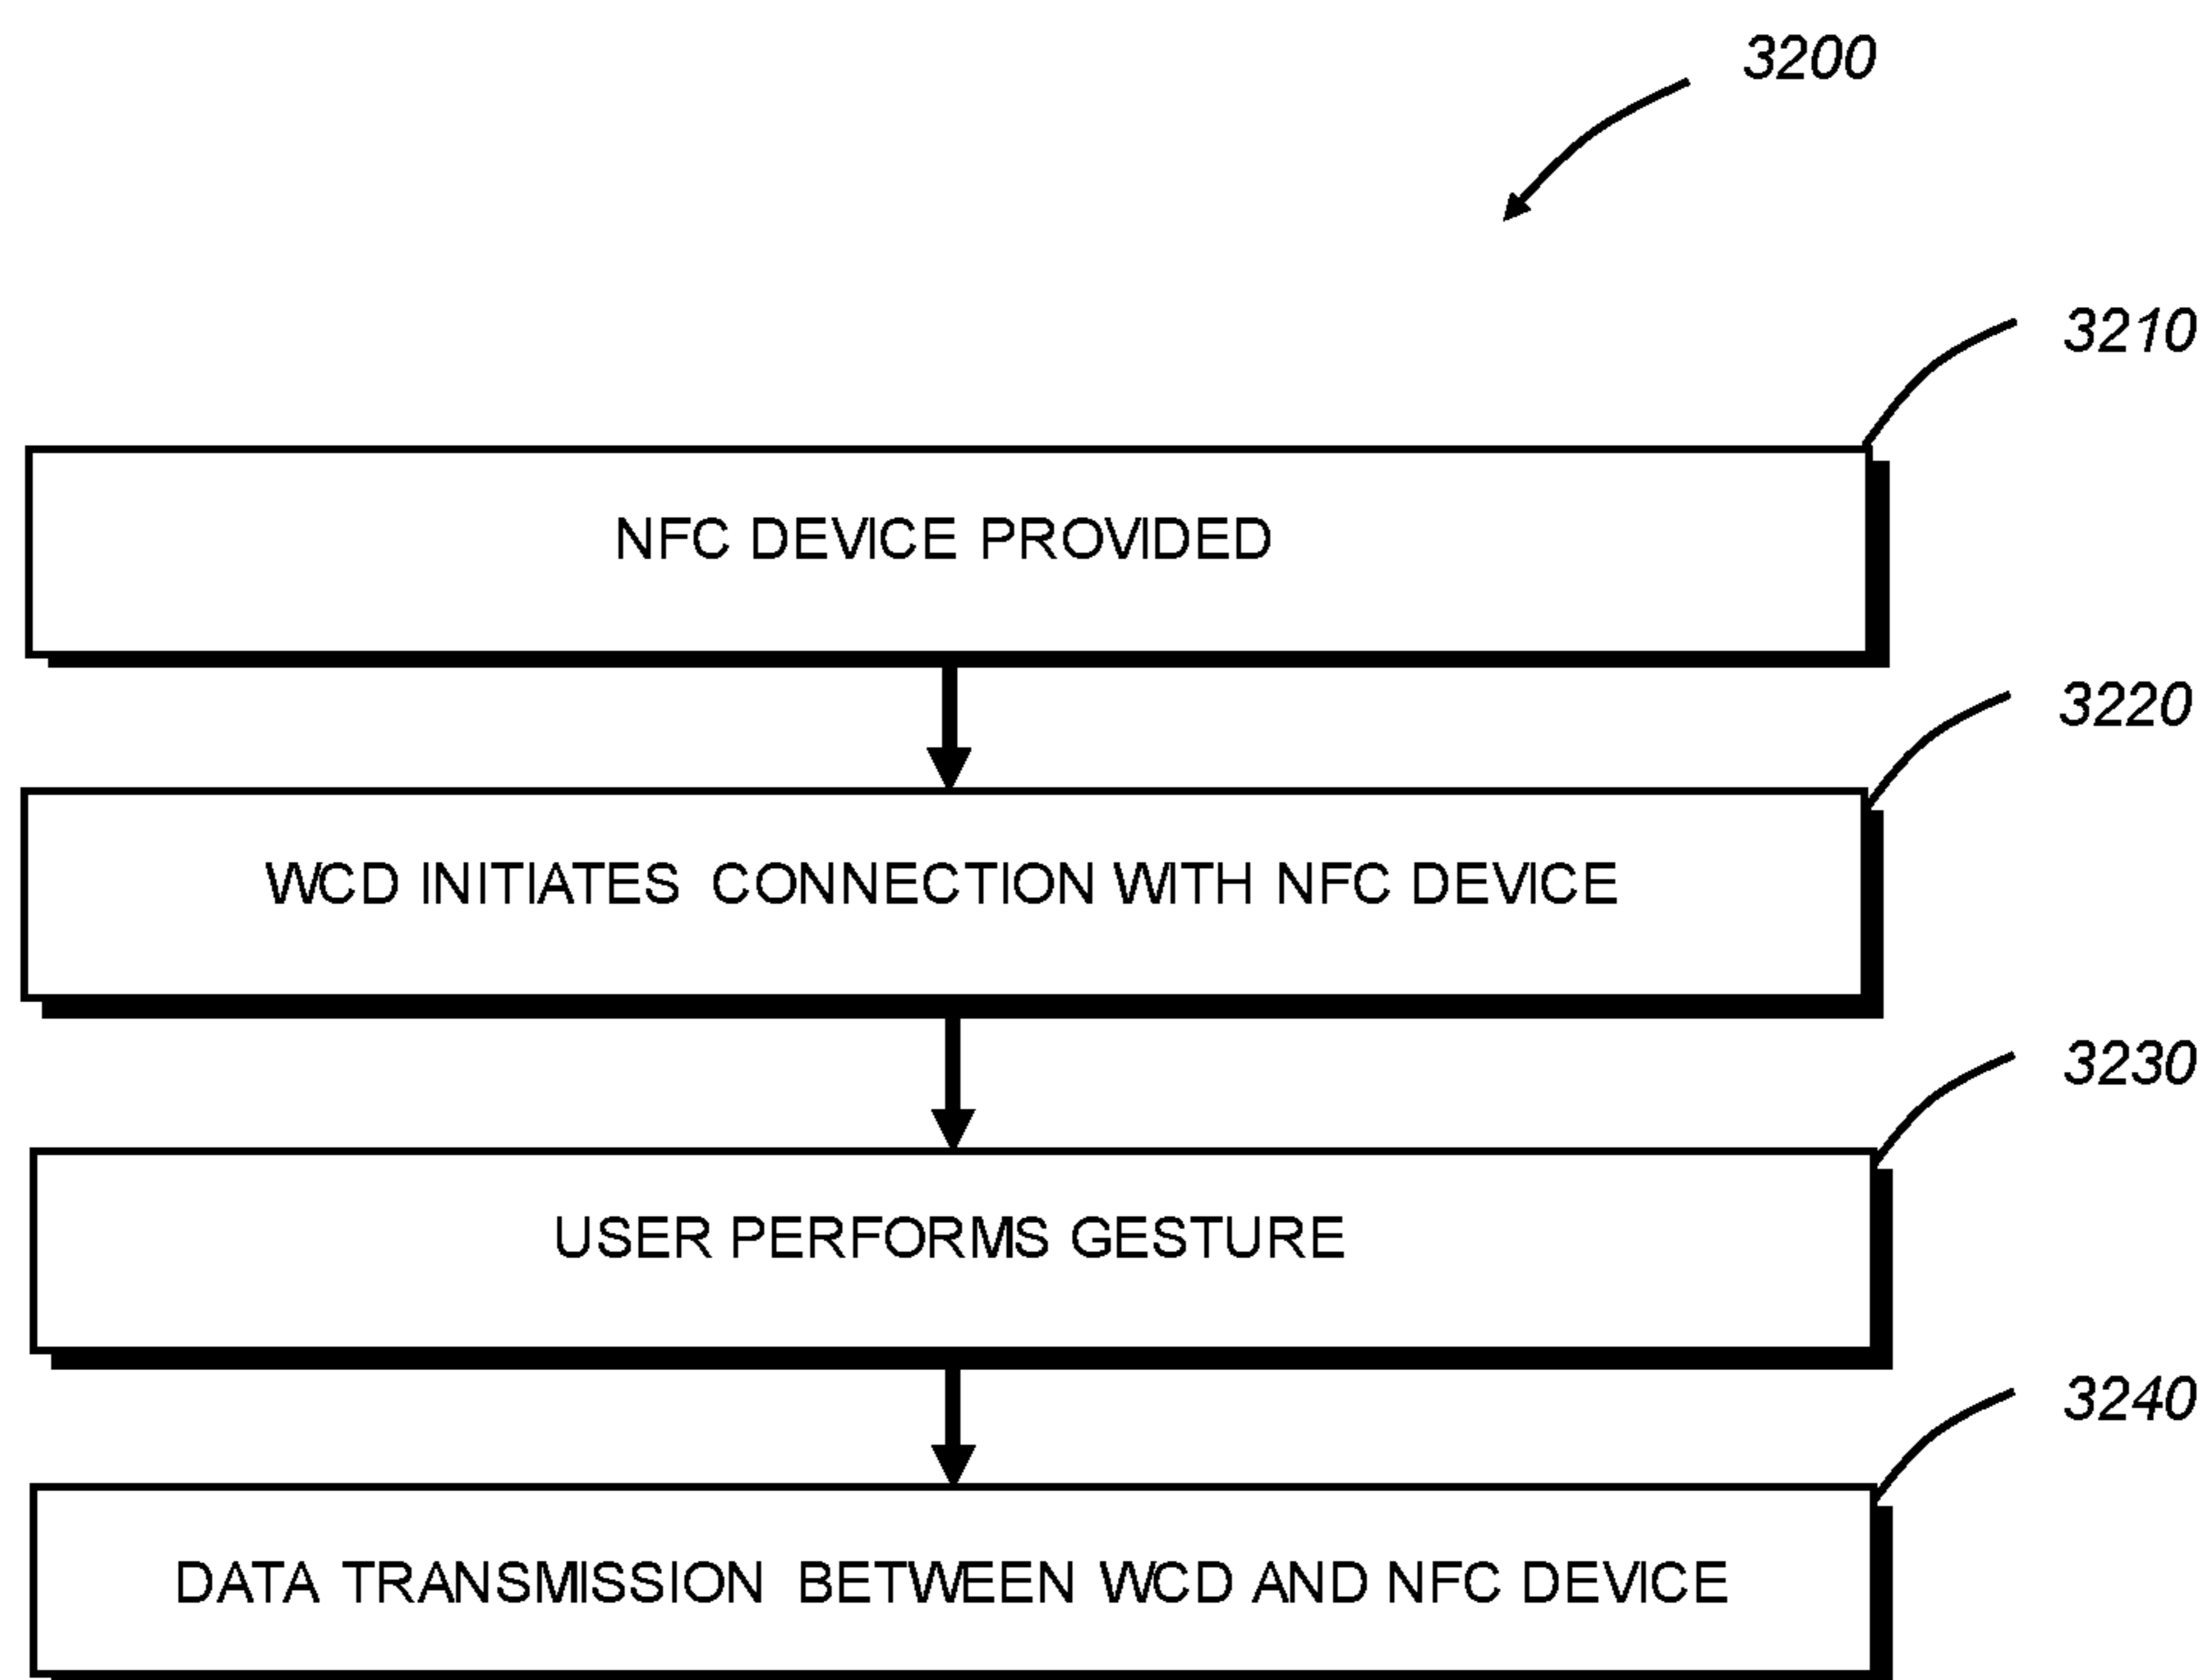 3200
3210
NFC DEVICE PROVIDED
3220
WCD INITIATES CONNECTION WITH NFC DEVICE
3230
USER PERFORMS GESTURE
3240
DATA TRANSMISSION BETWEEN WCD AND NFC DEVICE